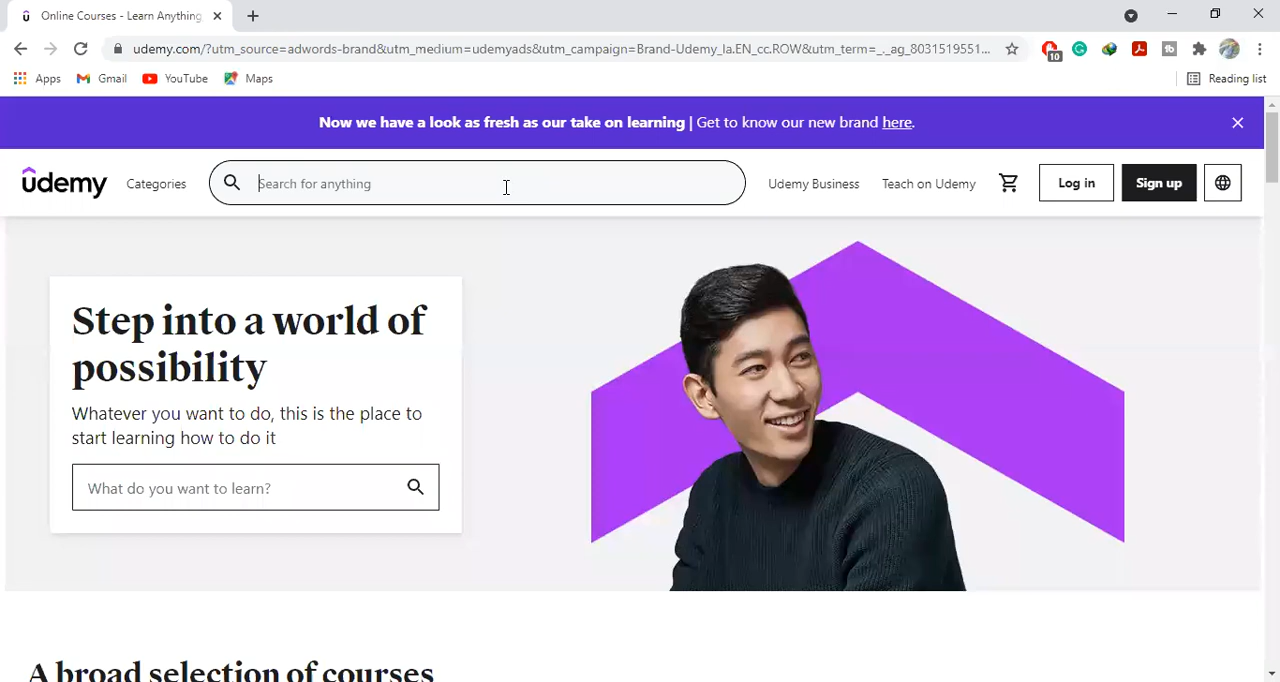 Online Courses - Learn Anything
udemy.com/?utm_source=adwords-brand&utm_medium=udemyads&utm_campaign=Brand-Udemy_la.EN_cc.ROW&utm_term=_._ag_8031519551...
10
Apps Gmail YouTube Maps Reading list
Now we have a look as fresh as our take on learning | Get to know our new brand here.
udemy Categories Search for anything Udemy Business Teach on Udemy Log in Sign up
Step into a world of
possibility
Whatever you want to do, this is the place to
start learning how to do it
What do you want to learn?
A broad selection of courses